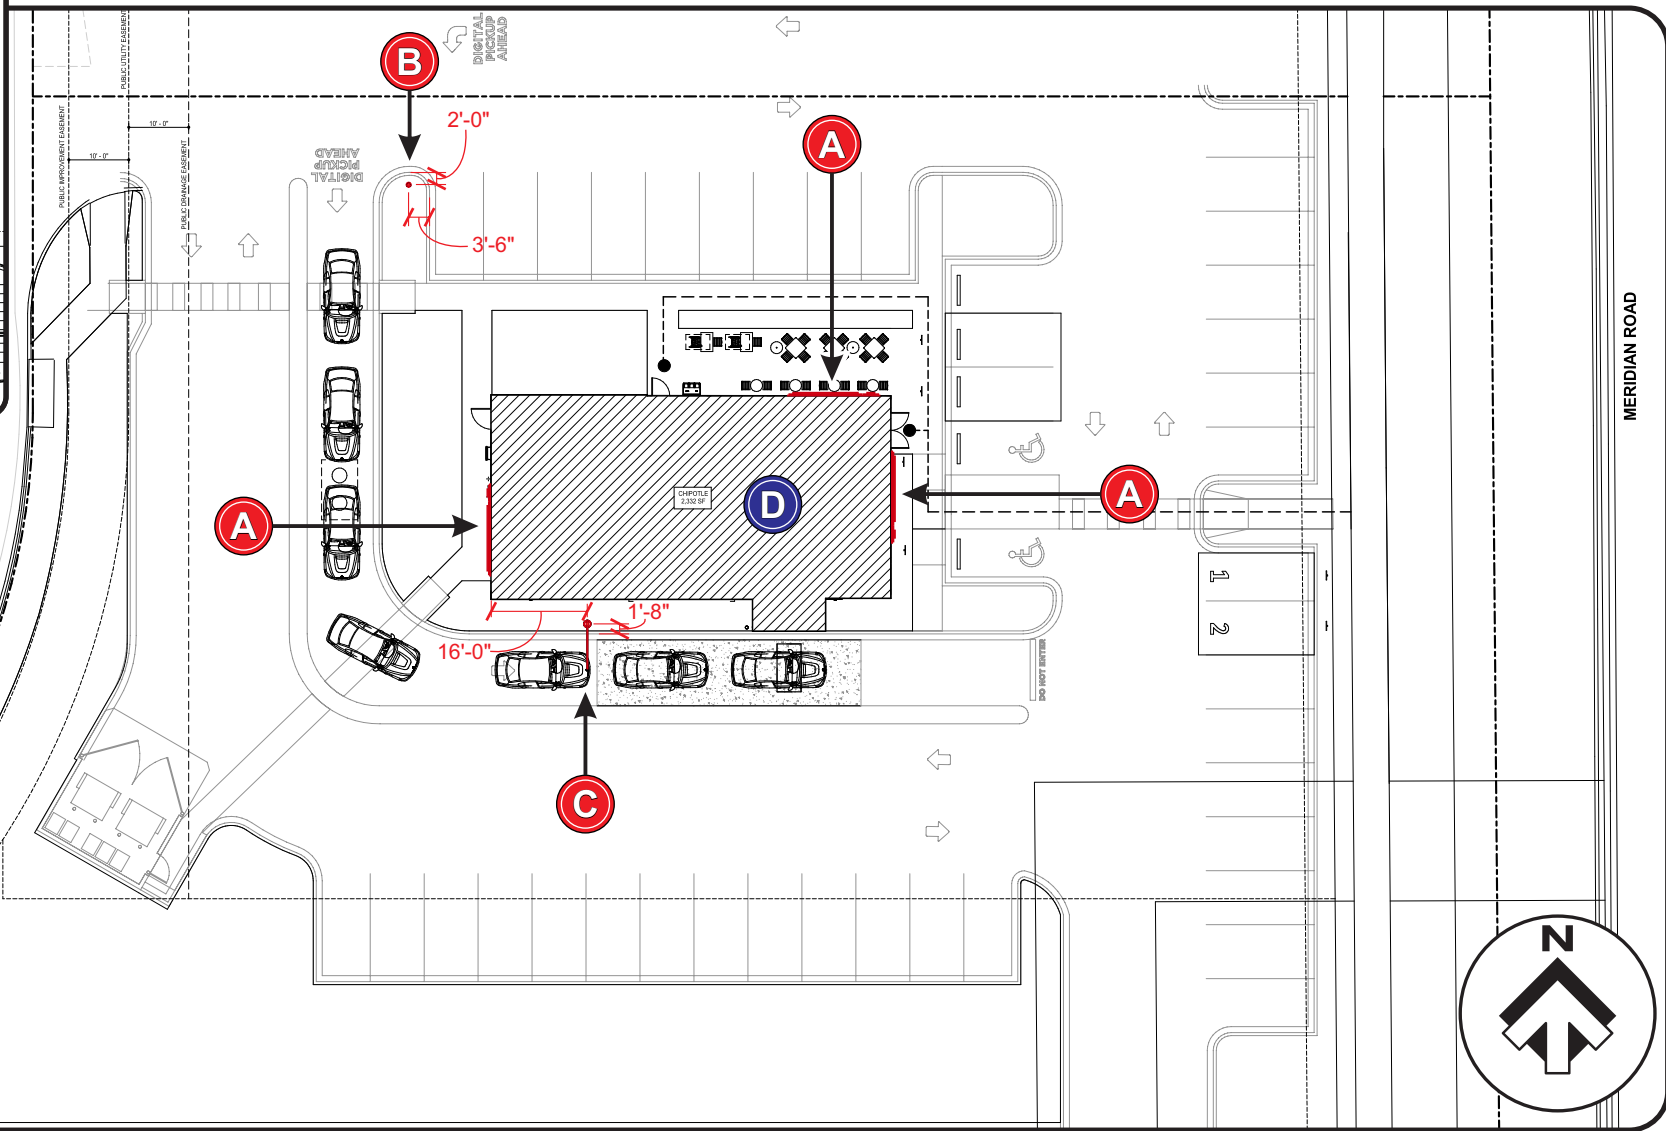 PUBLIC UTILITY EASEMENT
DIGITAL
PICKUP
AHEAD
B
PUBLIC IMPROVEMENT EASEMENT
10' - 0"
10' - 0"
PUBLIC DRAINAGE EASEMENT
DIGITAL
PICKUP
AHEAD
2'-0"
3'-6"
A
MERIDIAN ROAD
A
CHIPOTLE
2,332 SF
D
A
1
2
16'-0"
1'-8"
DO NOT ENTER
C
N